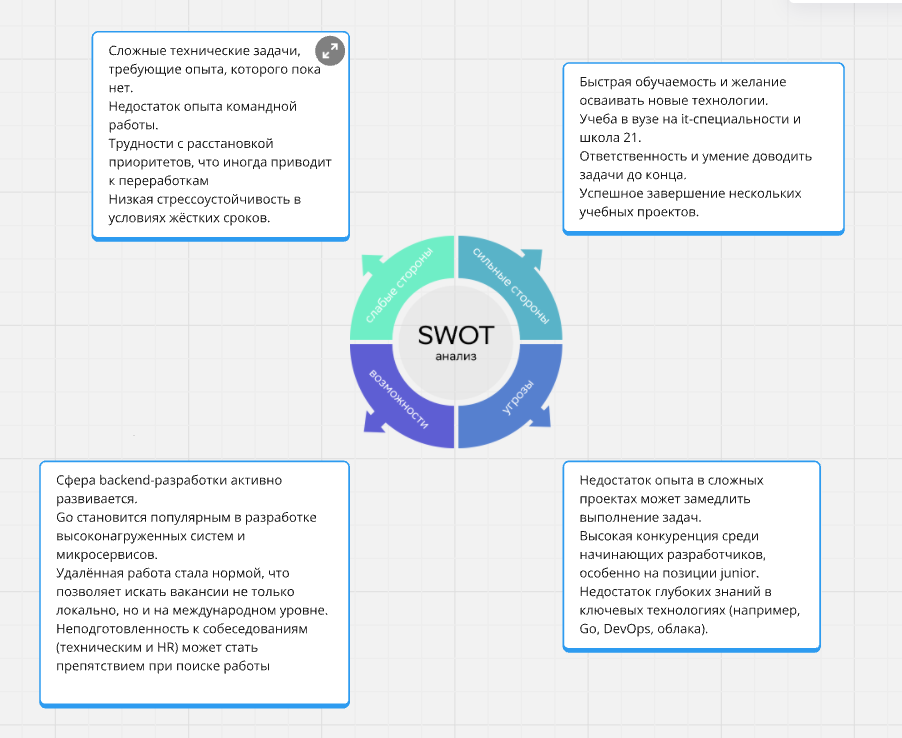 Сложные технические задачи,
требующие опыта, которого пока
нет.
Недостаток опыта командной
работы.
Трудности с расстановкой
приоритетов, что иногда приводит
к переработкам
Низкая стрессоустойчивость в
условиях жёстких сроков.
Быстрая обучаемость и желание
осваивать новые технологии.
Учеба в вузе на it-специальности и
школа 21.
Ответственность и умение доводить
задачи до конца.
Успешное завершение нескольких
учебных проектов.
слабые стороны
сильные стороны
SWOT
анализ
возможности
угрозы
Сфера backend-разработки активно
развивается.
Go становится популярным в разработке
высоконагруженных систем и
микросервисов.
Удалённая работа стала нормой, что
позволяет искать вакансии не только
локально, но и на международном уровне.
Неподготовленность к собеседованиям
(техническим и HR) может стать
препятствием при поиске работы
Недостаток опыта в сложных
проектах может замедлить
выполнение задач.
Высокая конкуренция среди
начинающих разработчиков,
особенно на позиции junior.
Недостаток глубоких знаний в
ключевых технологиях (например,
Go, DevOps, облака).